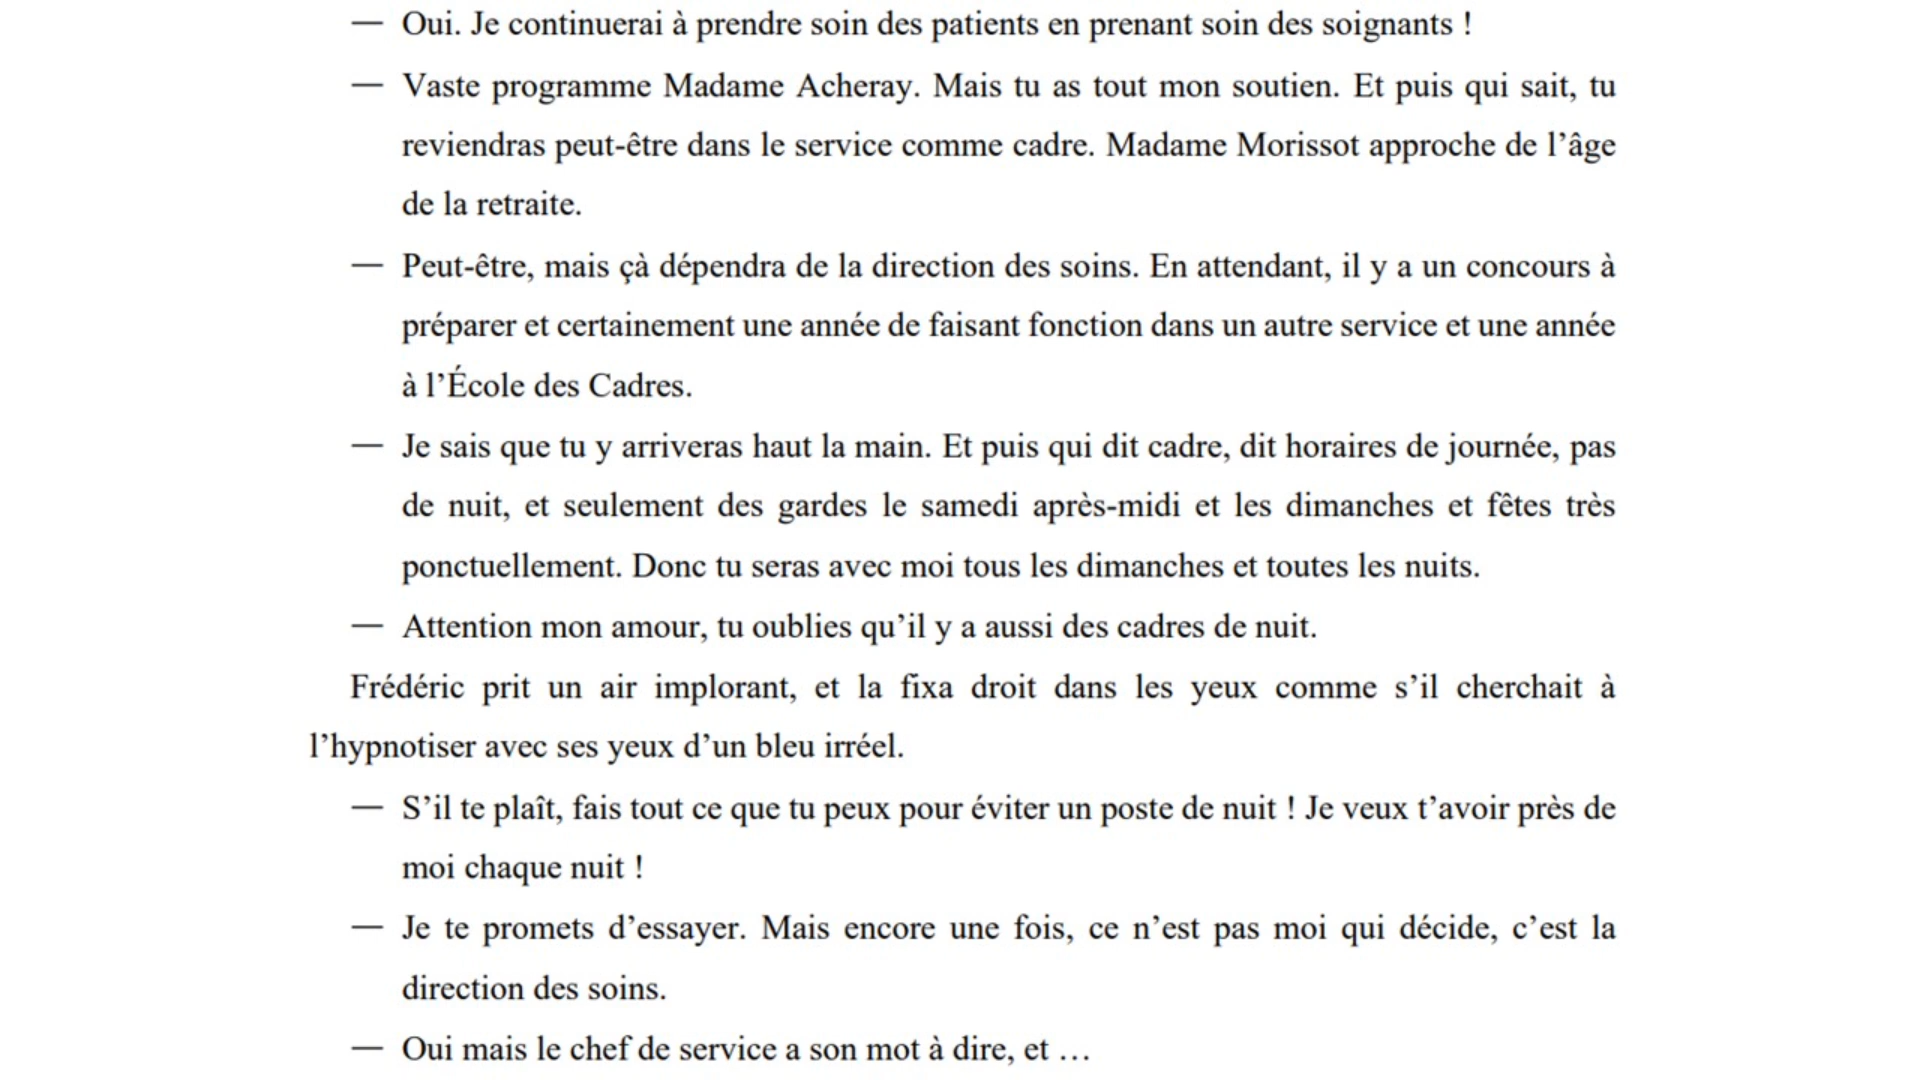 — Oui. Je continuerai à prendre soin des patients en prenant soin des soignants !
— Vaste programme Madame Acheray. Mais tu as tout mon soutien. Et puis qui sait, tu
reviendras peut-être dans le service comme cadre. Madame Morissot approche de l’âge
de la retraite.
— Peut-être, mais çà dépendra de la direction des soins. En attendant, il y a un concours à
préparer et certainement une année de faisant fonction dans un autre service et une année
à l’École des Cadres.
— Je sais que tu y arriveras haut la main. Et puis qui dit cadre, dit horaires de journée, pas
de nuit, et seulement des gardes le samedi après-midi et les dimanches et fêtes très
ponctuellement. Donc tu seras avec moi tous les dimanches et toutes les nuits.
— Attention mon amour, tu oublies qu’il y a aussi des cadres de nuit.
Frédéric prit un air implorant, et la fixa droit dans les yeux comme s’il cherchait à
l’hypnotiser avec ses yeux d’un bleu irréel.
— S’il te plaît, fais tout ce que tu peux pour éviter un poste de nuit ! Je veux t’avoir près de
moi chaque nuit !
— Je te promets d’essayer. Mais encore une fois, ce n’est pas moi qui décide, c’est la
direction des soins.
— Oui mais le chef de service a son mot à dire, et …